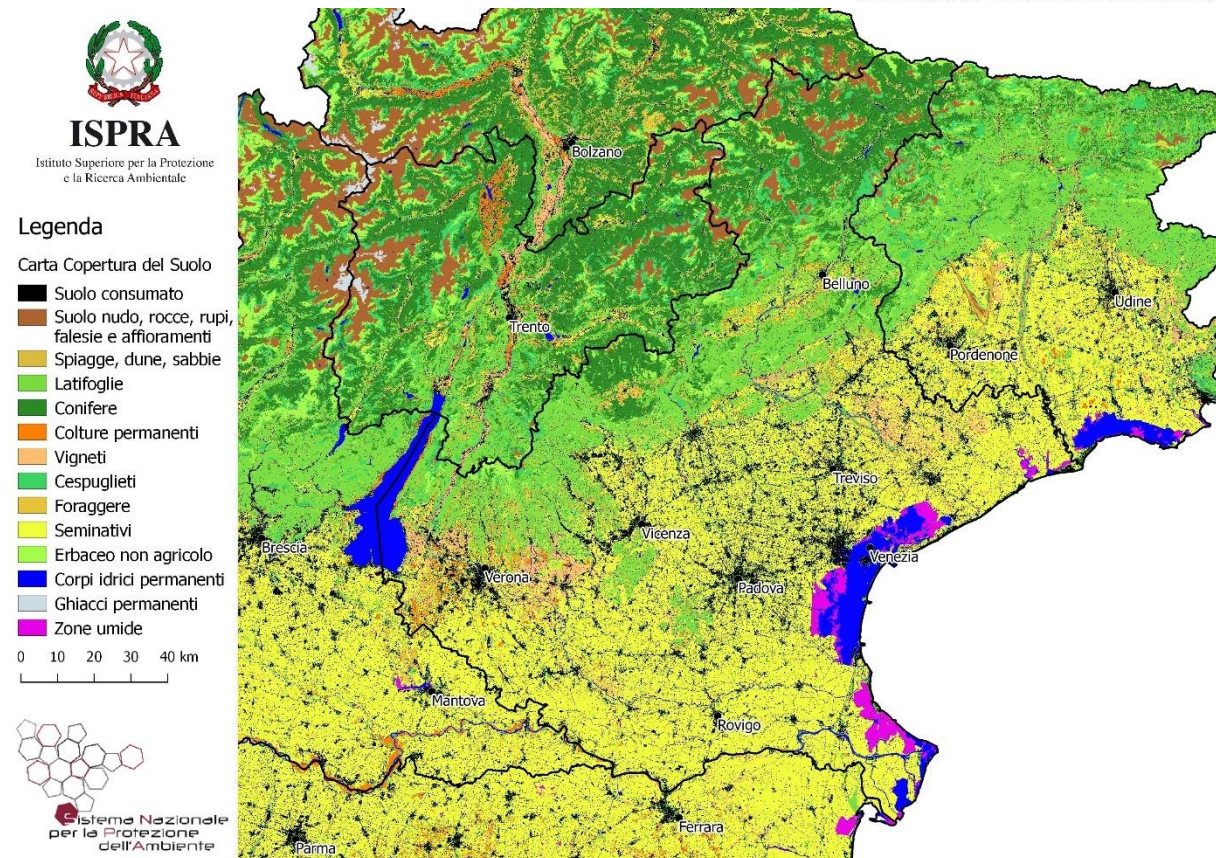 ISPRA
Istituto Superiore per la Protezione
e la Ricerca Ambientale
Legenda
Carta Copertura del Suolo
Suolo consumato
Suolo nudo, rocce, rupi,
falesie e affioramenti
Spiagge, dune, sabbie
Latifoglie
Conifere
Colture permanenti
Vigneti
Cespuglieti
Foraggere
Seminativi
Erbaceo non agricolo
Corpi idrici permanenti
Ghiacci permanenti
Zone umide
0 10 20 30 40 km
Sistema Nazionale
per la Protezione
dell'Ambiente
Bolzano
Belluno
Udine
Trento
Pordenone
Treviso
Vicenza
Brescia
Venezia
Verona
Padova
Mantova
Rovigo
Ferrara
Parma